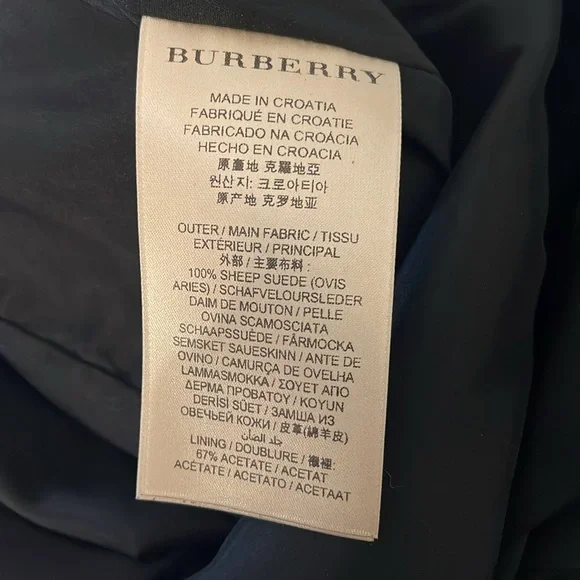 BURBERRY
MADE IN CROATIA
FABRIQUÉ EN CROATIE
FABRICADO NA CROÁCIA
HECHO EN CROACIA
原產地 克羅地亞
원산지: 크로아티아
原产地 克罗地亚
OUTER / MAIN FABRIC / TISSU
EXTÉRIEUR / PRINCIPAL
外部 / 主要布料 :
100% SHEEP SUEDE (OVIS
ARIES) / SCHAFVELOURSLEDER
DAIM DE MOUTON / PELLE
OVINA SCAMOSCIATA
SCHAAPSSUÈDE / FÅRMOCKA
SEMSKET SAUESKINN / ANTE DE
OVINO / CAMURÇA DE OVELHA
LAMMASMOKKA / ΣΟΥΕΤ ΑΠΟ
ΔΕΡΜΑ ΠΡΟΒΑΤΟΥ / KOYUN
DERİSİ SÜET / ЗАМША ИЗ
ОВЕЧЬЕЙ КОЖИ / 皮革(綿羊皮)
جلد الضأن
LINING / DOUBLURE / 襯裡:
67% ACETATE / ACETAT
ACÉTATE / ACETATO / ACETAAT